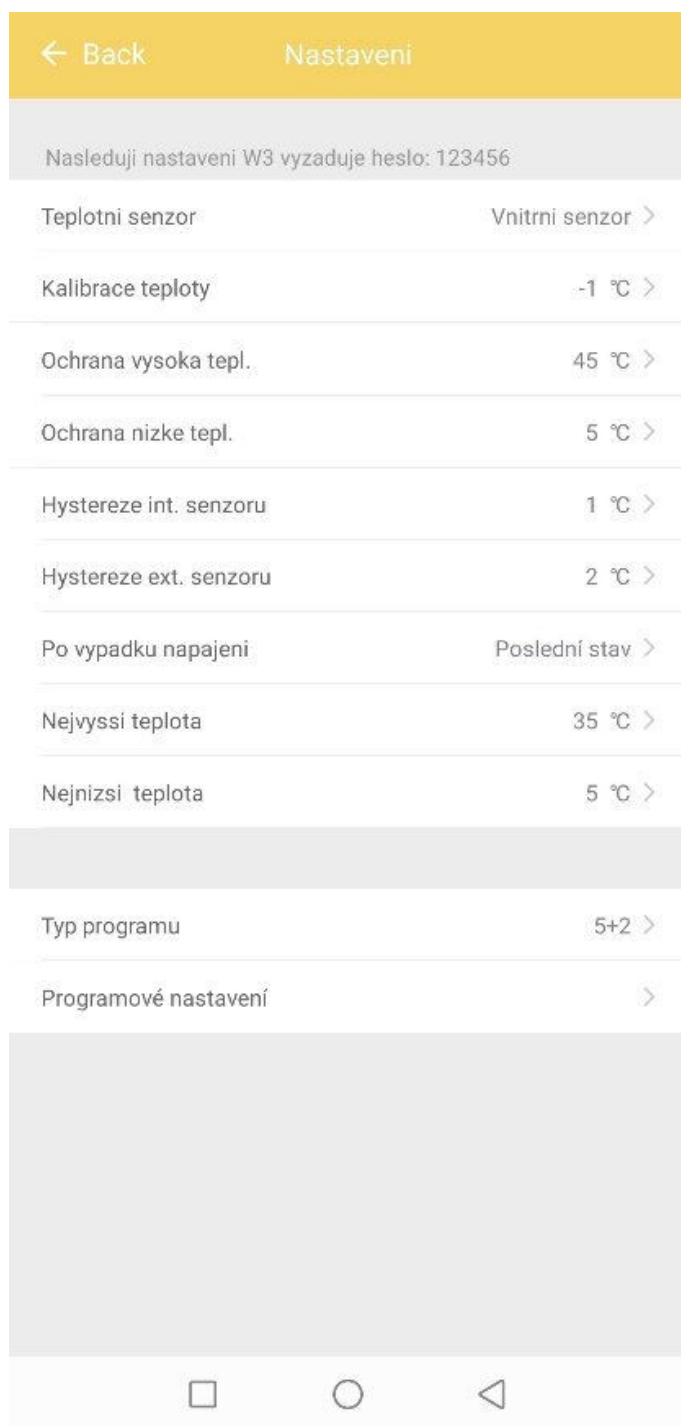 ← Back Nastaveni
Nasleduji nastaveni W3 vyzaduje heslo: 123456
Teplotni senzor Vnitrni senzor >
Kalibrace teploty -1 ℃ >
Ochrana vysoka tepl. 45 ℃ >
Ochrana nizke tepl. 5 ℃ >
Hystereze int. senzoru 1 ℃ >
Hystereze ext. senzoru 2 ℃ >
Po vypadku napajeni Poslední stav >
Nejvyssi teplota 35 ℃ >
Nejnizsi teplota 5 ℃ >
Typ programu 5+2 >
Programové nastavení >